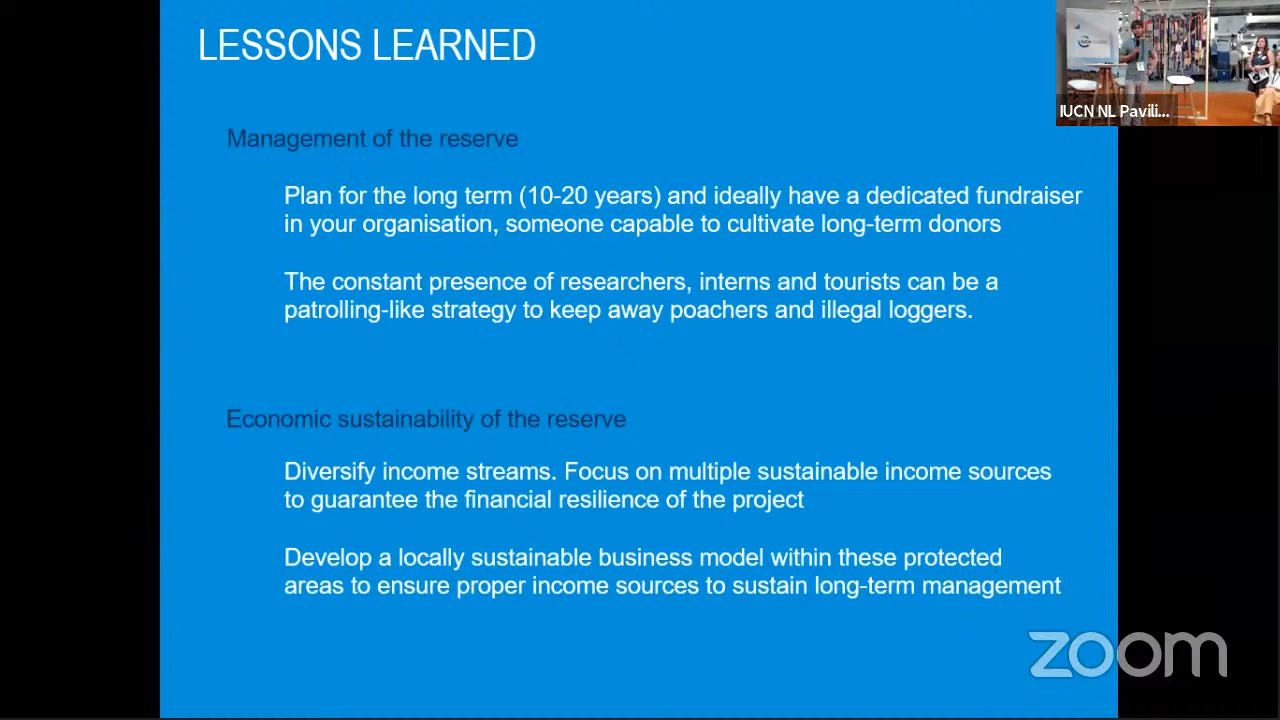 LESSONS LEARNED
IUCN NL Pavili...
Management of the reserve
Plan for the long term (10-20 years) and ideally have a dedicated fundraiser
in your organisation, someone capable to cultivate long-term donors
The constant presence of researchers, interns and tourists can be a
patrolling-like strategy to keep away poachers and illegal loggers.
Economic sustainability of the reserve
Diversify income streams. Focus on multiple sustainable income sources
to guarantee the financial resilience of the project
Develop a locally sustainable business model within these protected
areas to ensure proper income sources to sustain long-term management
zoom